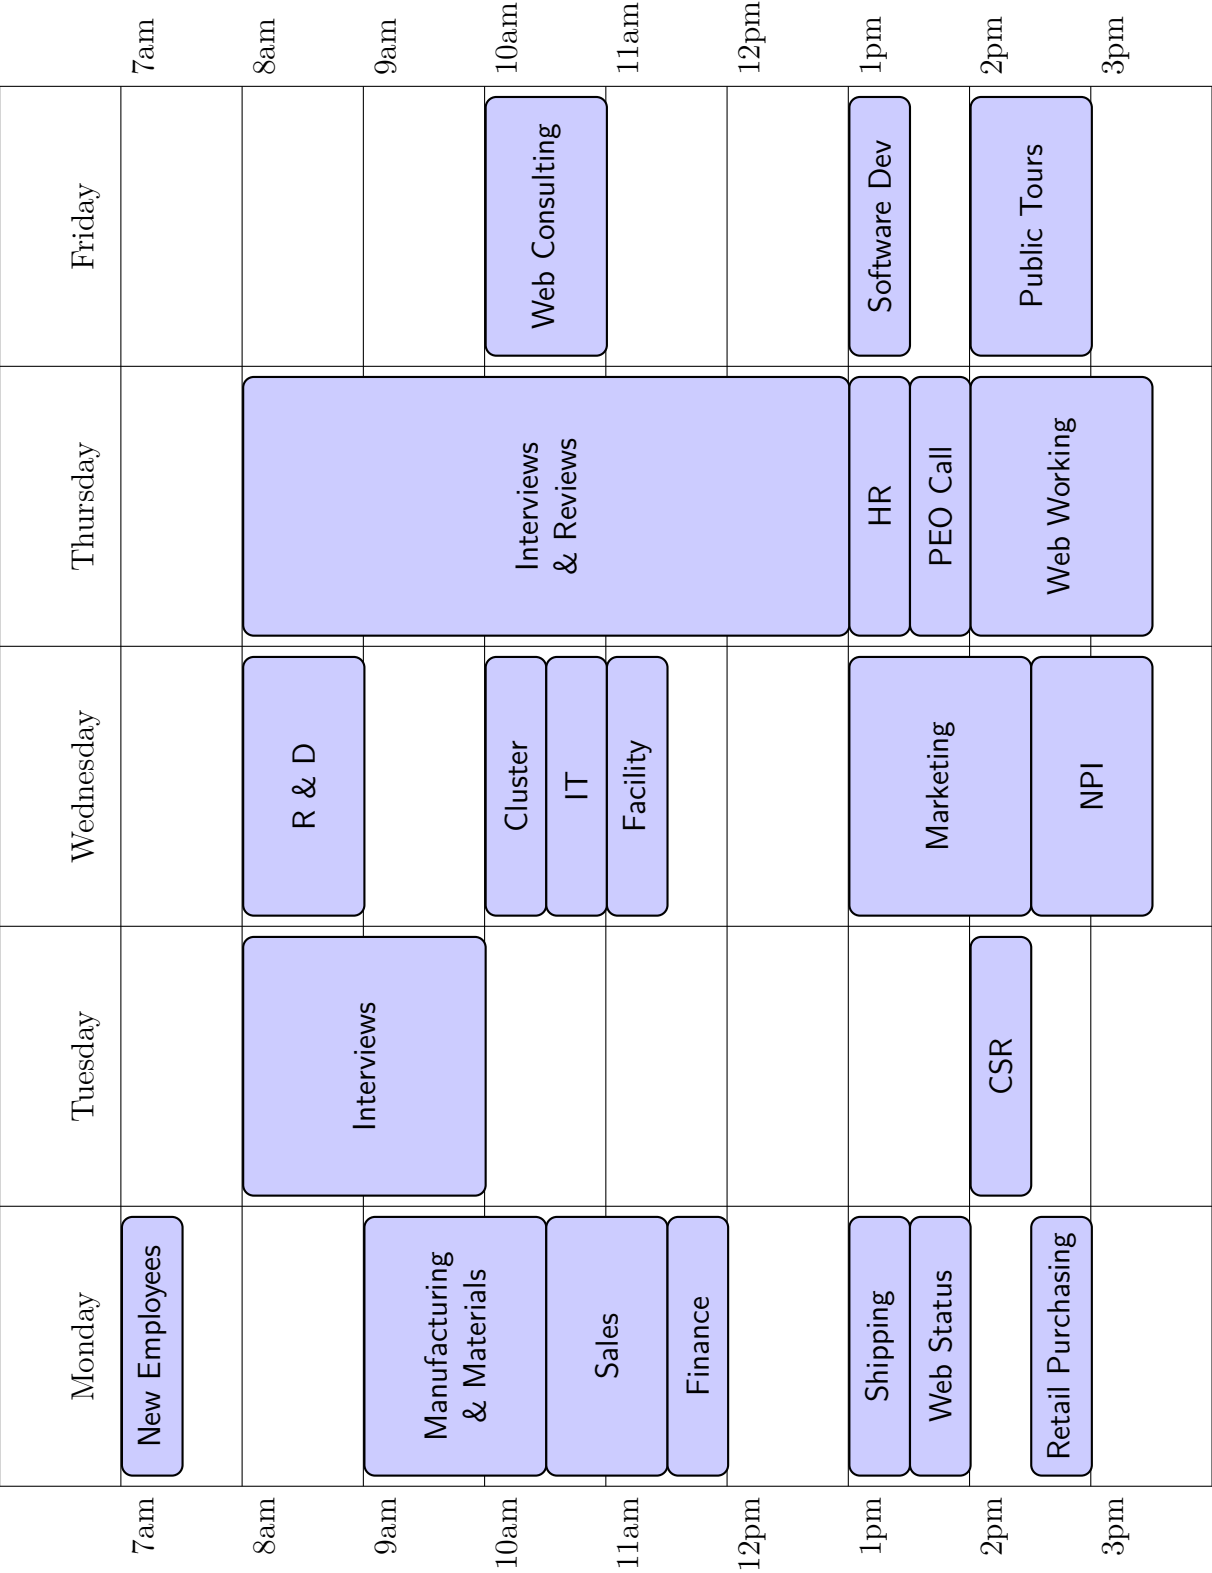 Monday
Tuesday
Wednesday
Thursday
Friday
7am
7am
8am
8am
9am
9am
10am
10am
11am
11am
12pm
12pm
1pm
1pm
2pm
2pm
3pm
3pm
New Employees
Manufacturing
& Materials
Sales
Finance
Shipping
Web Status
Retail Purchasing
Interviews
CSR
R & D
Cluster
IT
Facility
Marketing
NPI
Interviews
& Reviews
HR
PEO Call
Web Working
Web Consulting
Software Dev
Public Tours